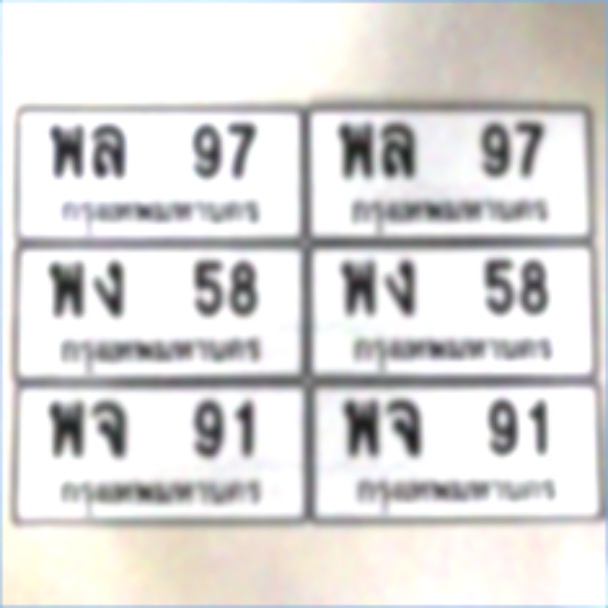 พล 97 พล 97
กรุงเทพมหานคร กรุงเทพมหานคร
พง 58 พง 58
กรุงเทพมหานคร กรุงเทพมหานคร
พจ 91 พจ 91
กรุงเทพมหานคร กรุงเทพมหานคร